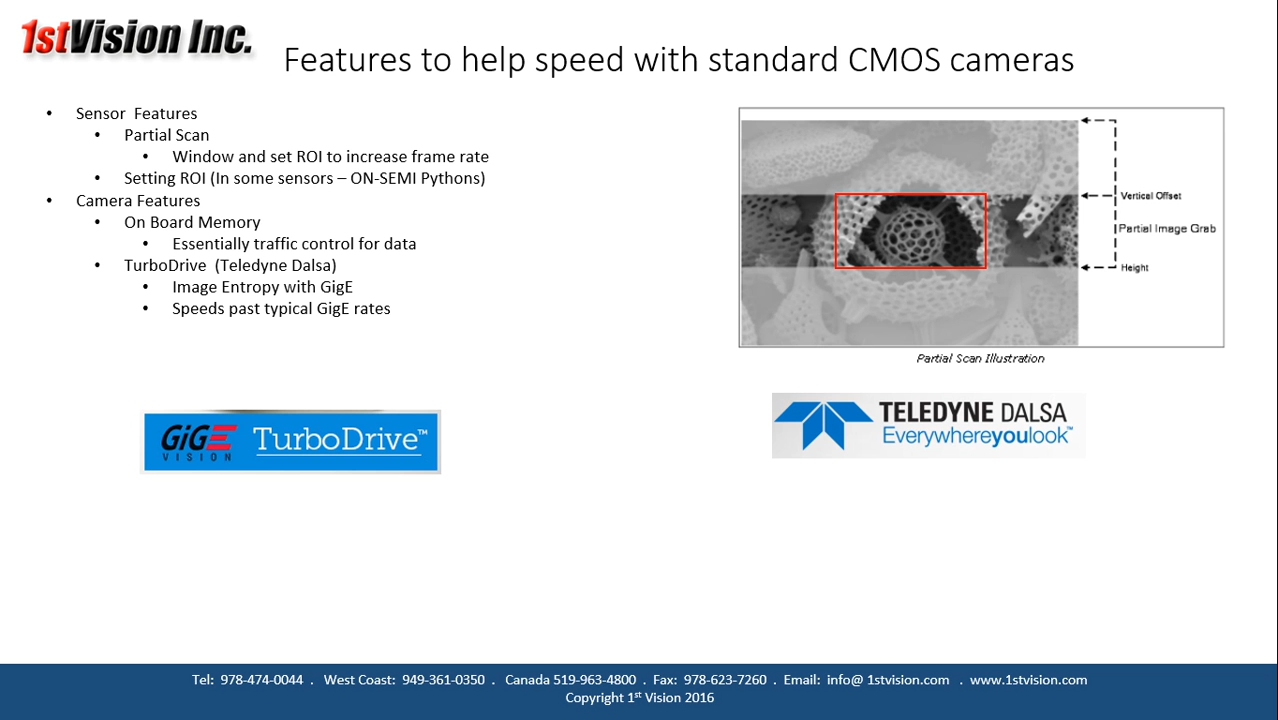 1stVision Inc.
Features to help speed with standard CMOS cameras
• Sensor Features
• Partial Scan
• Window and set ROI to increase frame rate
• Setting ROI (In some sensors – ON-SEMI Pythons)
• Camera Features
• On Board Memory
• Essentially traffic control for data
• TurboDrive (Teledyne Dalsa)
• Image Entropy with GigE
• Speeds past typical GigE rates
Vertical Offset
Partial Image Grab
Height
Partial Scan Illustration
GiGE
VISION
TurboDrive™
TELEDYNE DALSA
Everywhereyoulook™
Tel: 978-474-0044 . West Coast: 949-361-0350 . Canada 519-963-4800 . Fax: 978-623-7260 . Email: info@ 1stvision.com . www.1stvision.com
Copyright 1st Vision 2016